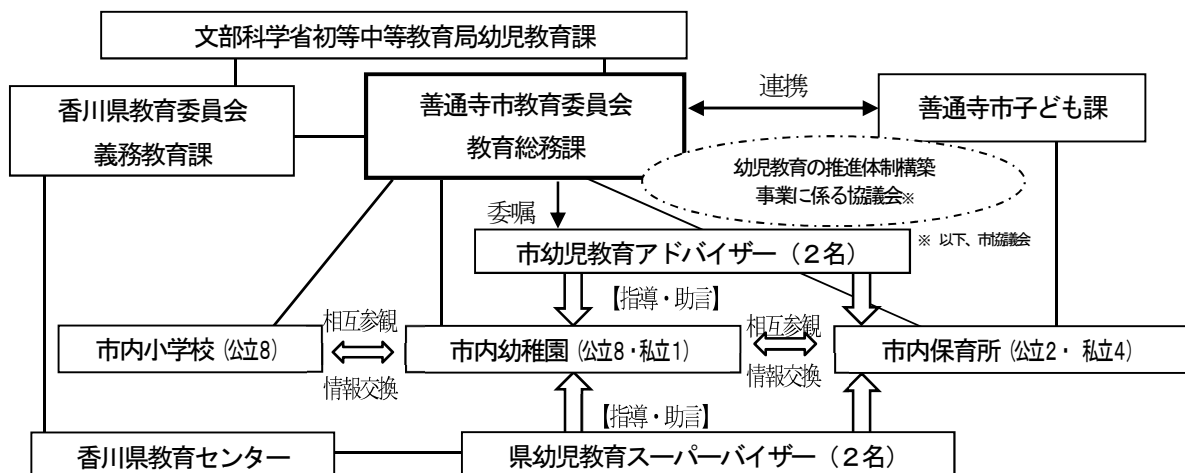 文部科学省初等中等教育局幼児教育課
香川県教育委員会
義務教育課
善通寺市教育委員会
教育総務課
連携
善通寺市子ども課
幼児教育の推進体制構築
事業に係る協議会※
※ 以下、市協議会
委嘱
市幼児教育アドバイザー（２名）
【指導・助言】
相互参観
相互参観
市内小学校（公立8）
市内幼稚園（公立8・私立1）
市内保育所（公立2・ 私立4）
情報交換
情報交換
【指導・助言】
香川県教育センター
県幼児教育スーパーバイザー（２名）